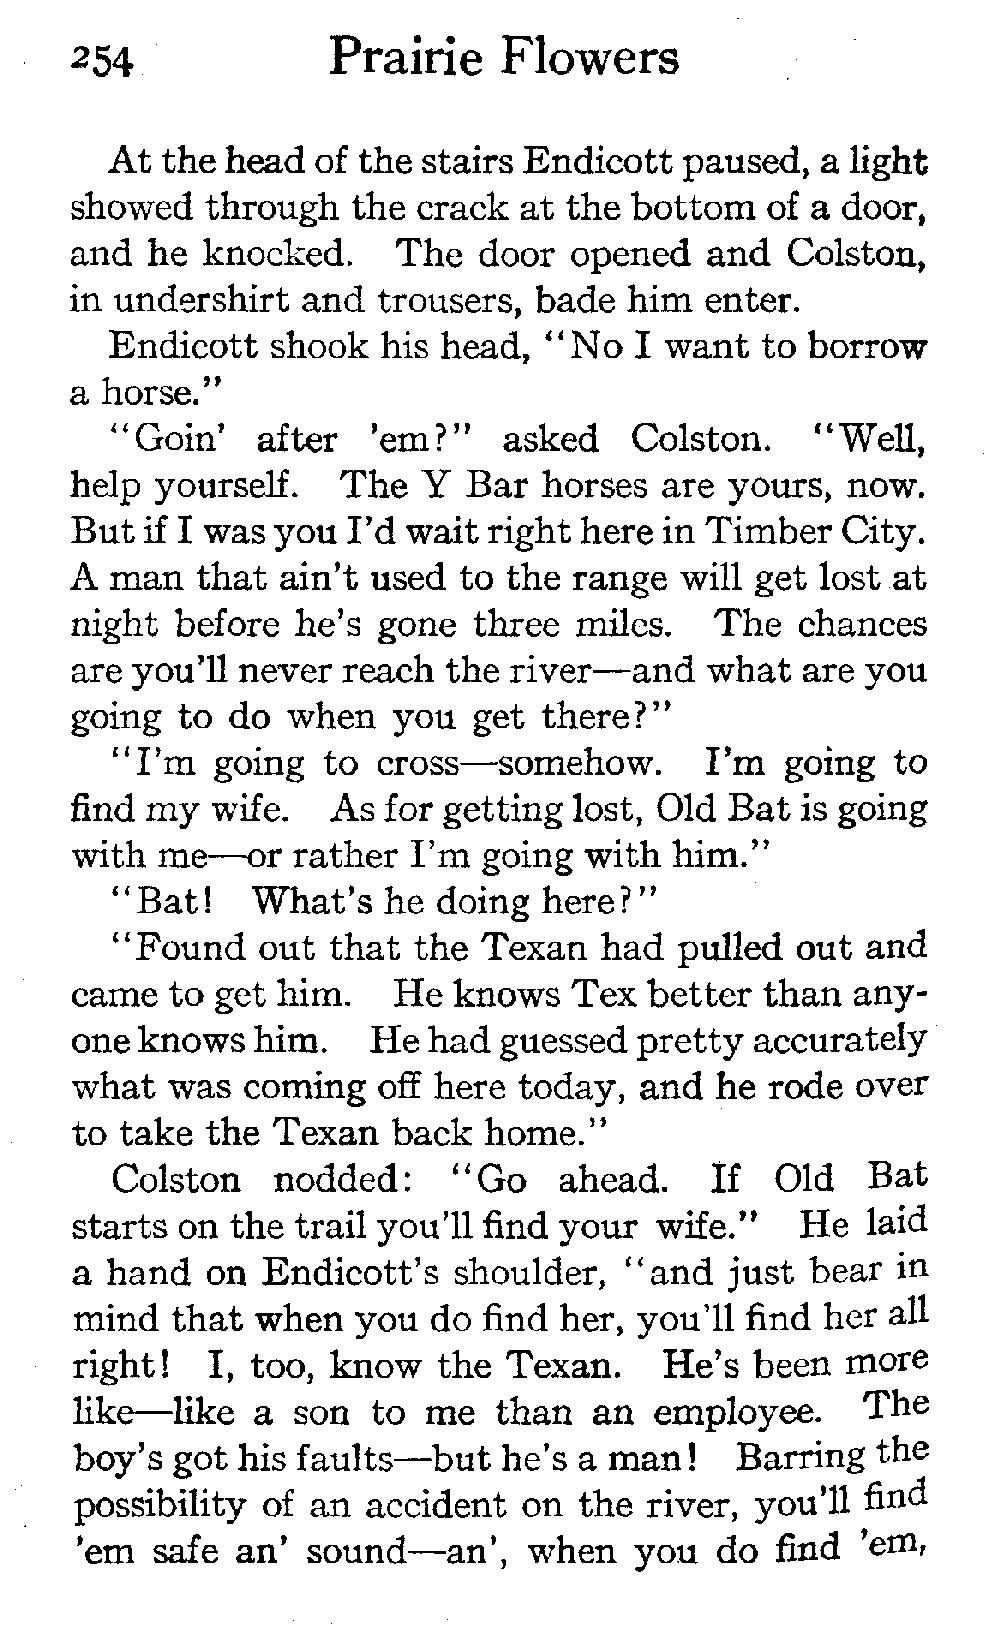 254 Prairie Flowers
At the head of the stairs Endicott paused, a light
showed through the crack at the bottom of a door,
and he knocked. The door opened and Colston,
in undershirt and trousers, bade him enter.
Endicott shook his head, "No I want to borrow
a horse."
"Goin' after 'em?" asked Colston. "Well,
help yourself. The Y Bar horses are yours, now.
But if I was you I'd wait right here in Timber City.
A man that ain't used to the range will get lost at
night before he's gone three miles. The chances
are you'll never reach the river—and what are you
going to do when you get there?"
"I'm going to cross—somehow. I'm going to
find my wife. As for getting lost, Old Bat is going
with me—or rather I'm going with him."
"Bat! What's he doing here?"
"Found out that the Texan had pulled out and
came to get him. He knows Tex better than any-
one knows him. He had guessed pretty accurately
what was coming off here today, and he rode over
to take the Texan back home."
Colston nodded: "Go ahead. If Old Bat
starts on the trail you'll find your wife." He laid
a hand on Endicott's shoulder, "and just bear in
mind that when you do find her, you'll find her all
right! I, too, know the Texan. He's been more
like—like a son to me than an employee. The
boy's got his faults—but he's a man! Barring the
possibility of an accident on the river, you'll find
'em safe an' sound—an', when you do find 'em,